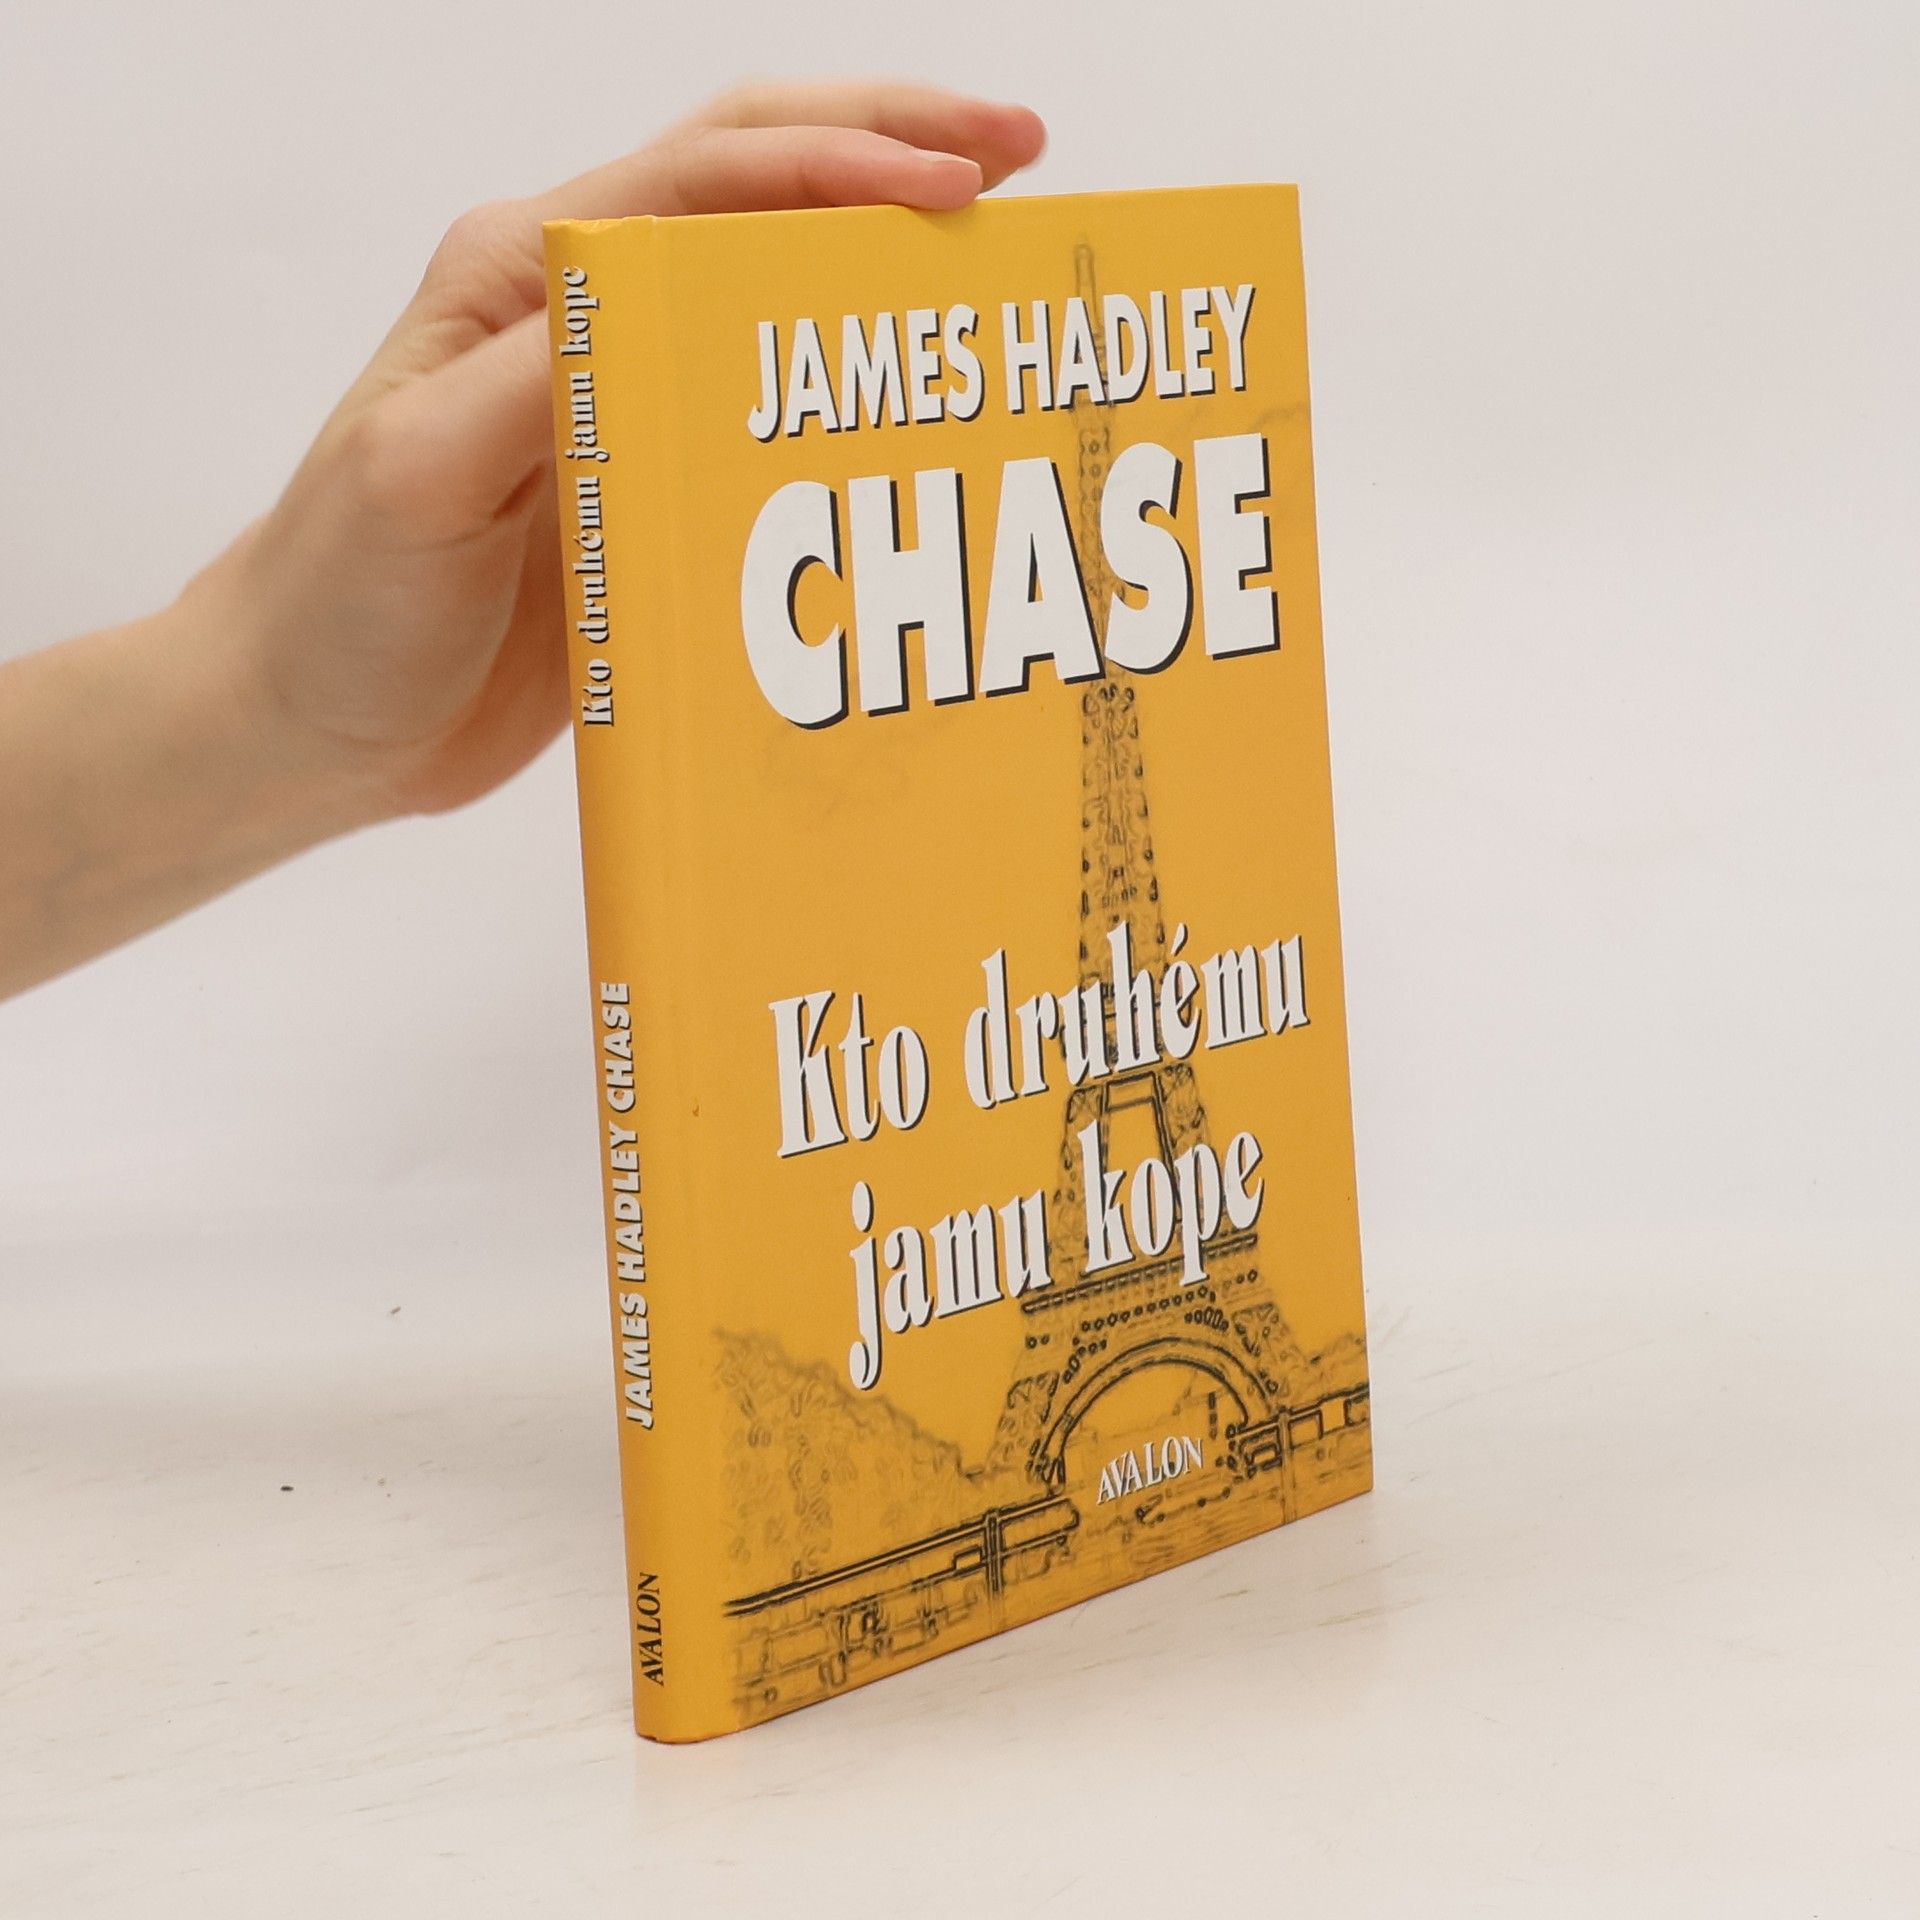 JAMES HADLEY
CHASE
Kto druhému
jamu kope
AVALON
Kto druhému jamu kope
JAMES HADLEY CHASE
AVALON